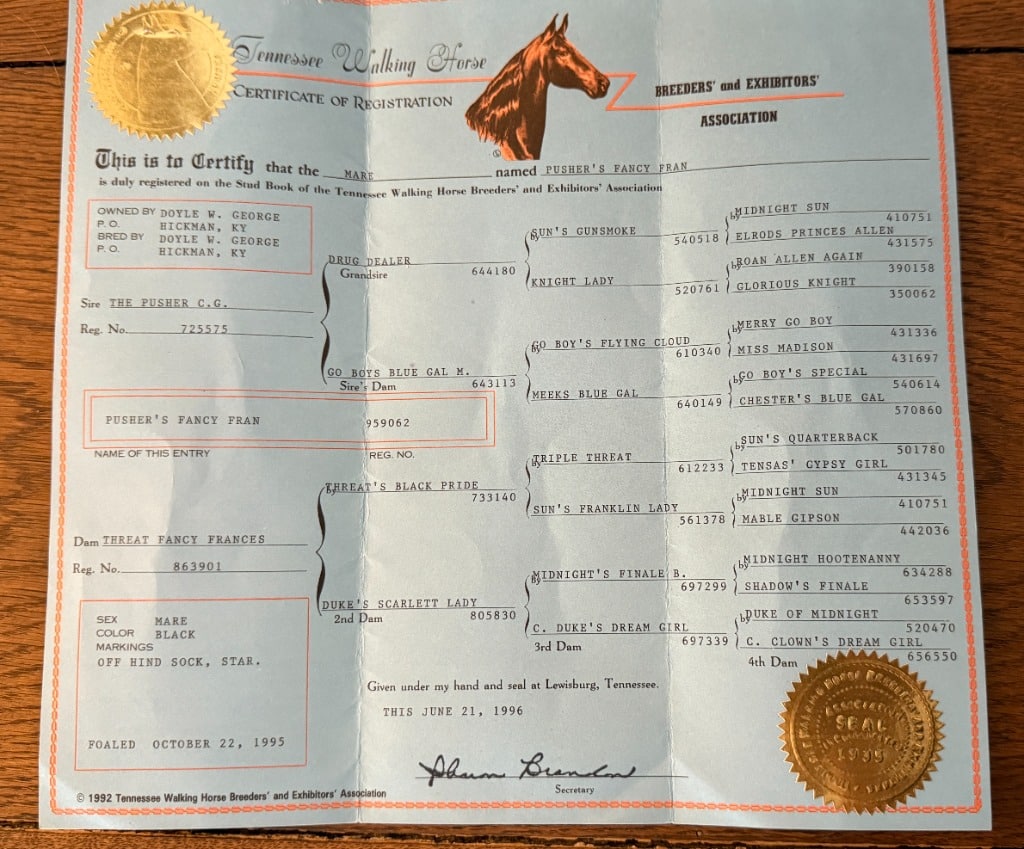 Tennessee Walking Horse
CERTIFICATE OF REGISTRATION
BREEDERS' and EXHIBITORS'
ASSOCIATION
This is to Certify that the MARE named PUSHER'S FANCY FRAN
is duly registered on the Stud Book of the Tennessee Walking Horse Breeders' and Exhibitors' Association
OWNED BY DOYLE W. GEORGE
P. O. HICKMAN, KY
BRED BY DOYLE W. GEORGE
P. O. HICKMAN, KY
Sire THE PUSHER C.G.
Reg. No. 725575
PUSHER'S FANCY FRAN 959062
NAME OF THIS ENTRY REG. NO.
Dam THREAT FANCY FRANCES
Reg. No. 863901
SEX MARE
COLOR BLACK
MARKINGS
OFF HIND SOCK, STAR.
FOALED OCTOBER 22, 1995
DRUG DEALER
Grandsire 644180
GO BOYS BLUE GAL M.
Sire's Dam 643113
by THREAT'S BLACK PRIDE
733140
DUKE'S SCARLETT LADY
2nd Dam 805830
by SUN'S GUNSMOKE
540518
KNIGHT LADY
520761
by GO BOY'S FLYING CLOUD
610340
MEEKS BLUE GAL
640149
by TRIPLE THREAT
612233
SUN'S FRANKLIN LADY
561378
by MIDNIGHT'S FINALE B.
697299
C. DUKE'S DREAM GIRL
3rd Dam 697339
by MIDNIGHT SUN
410751
ELRODS PRINCES ALLEN
431575
by ROAN ALLEN AGAIN
390158
GLORIOUS KNIGHT
350062
by MERRY GO BOY
431336
MISS MADISON
431697
by GO BOY'S SPECIAL
540614
CHESTER'S BLUE GAL
570860
by SUN'S QUARTERBACK
501780
TENSAS' GYPSY GIRL
431345
by MIDNIGHT SUN
410751
MABLE GIPSON
442036
by MIDNIGHT HOOTENANNY
634288
SHADOW'S FINALE
653597
by DUKE OF MIDNIGHT
520470
C. CLOWN'S DREAM GIRL
4th Dam 656550
Given under my hand and seal at Lewisburg, Tennessee.
THIS JUNE 21, 1996
Sharon Brandon
Secretary
SEAL
1935
© 1992 Tennessee Walking Horse Breeders' and Exhibitors' Association